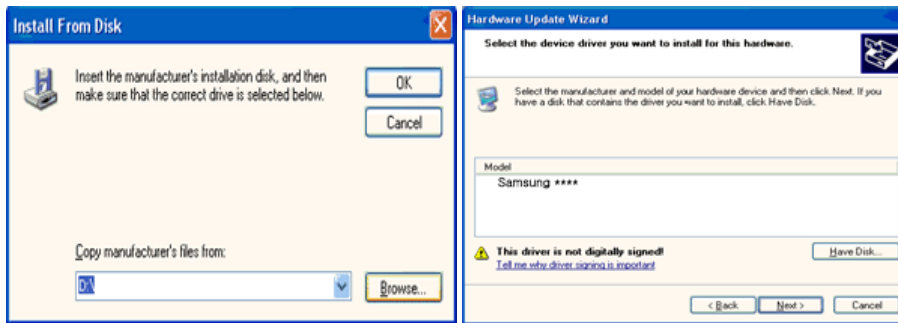 Install From Disk
Insert the manufacturer's installation disk, and then
make sure that the correct drive is selected below.
OK
Cancel
Copy manufacturer's files from:
D:\
Browse...
Hardware Update Wizard
Select the device driver you want to install for this hardware.
Select the manufacturer and model of your hardware device and then click Next. If you
have a disk that contains the driver you want to install, click Have Disk.
Model
Samsung ****
This driver is not digitally signed!
Tell me why driver signing is important
Have Disk...
< Back
Next >
Cancel